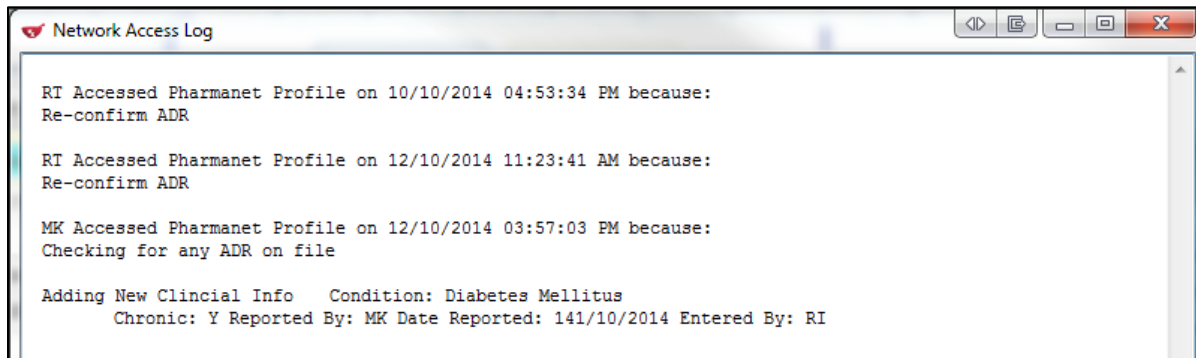 Network Access Log
RT Accessed Pharmanet Profile on 10/10/2014 04:53:34 PM because:
Re-confirm ADR
RT Accessed Pharmanet Profile on 12/10/2014 11:23:41 AM because:
Re-confirm ADR
MK Accessed Pharmanet Profile on 12/10/2014 03:57:03 PM because:
Checking for any ADR on file
Adding New Clincial Info   Condition: Diabetes Mellitus
Chronic: Y Reported By: MK Date Reported: 141/10/2014 Entered By: RI